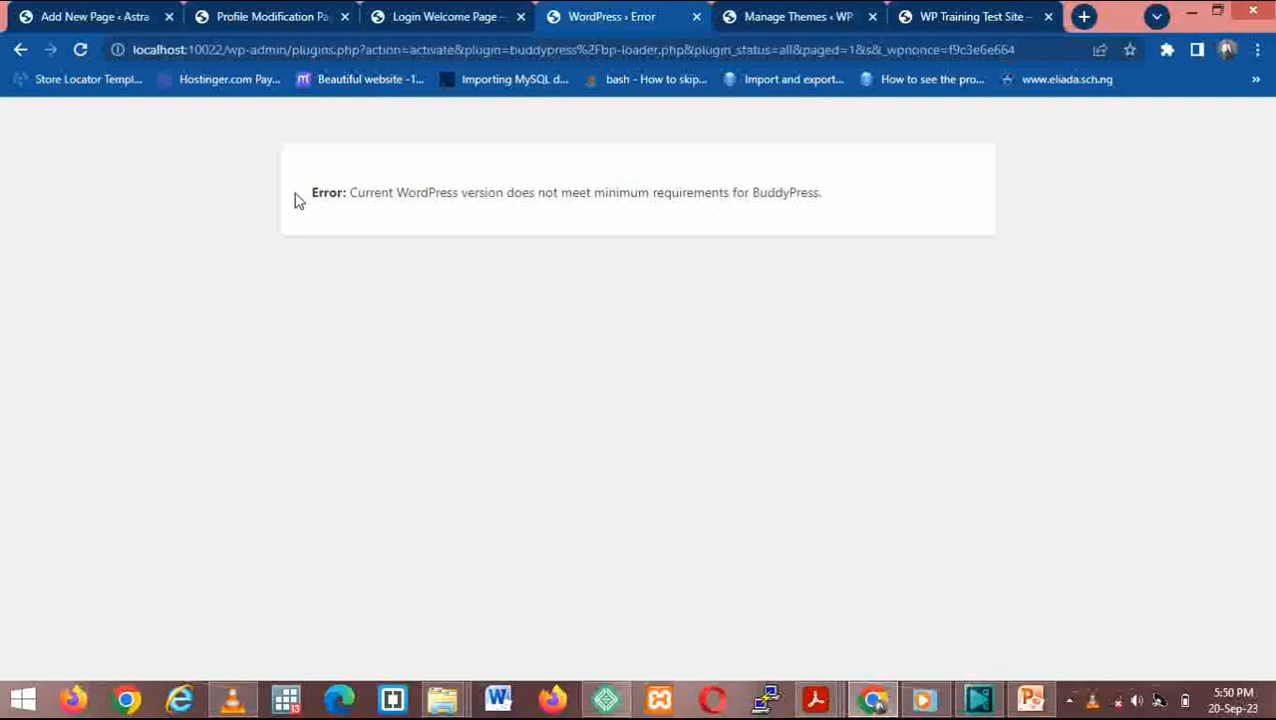 Add New Page ‹ Astra
Profile Modification Pa
Login Welcome Page –
WordPress › Error
Manage Themes ‹ WP
WP Training Test Site –
localhost:10022/wp-admin/plugins.php?action=activate&plugin=buddypress%2Fbp-loader.php&plugin_status=all&paged=1&s&_wpnonce=f9c3e6e664
Store Locator Templ...
Hostinger.com Pay...
Beautiful website -1...
Importing MySQL d...
bash - How to skip...
Import and export...
How to see the pro...
www.eliada.sch.ng
Error: Current WordPress version does not meet minimum requirements for BuddyPress.
13
5:50 PM
20-Sep-23